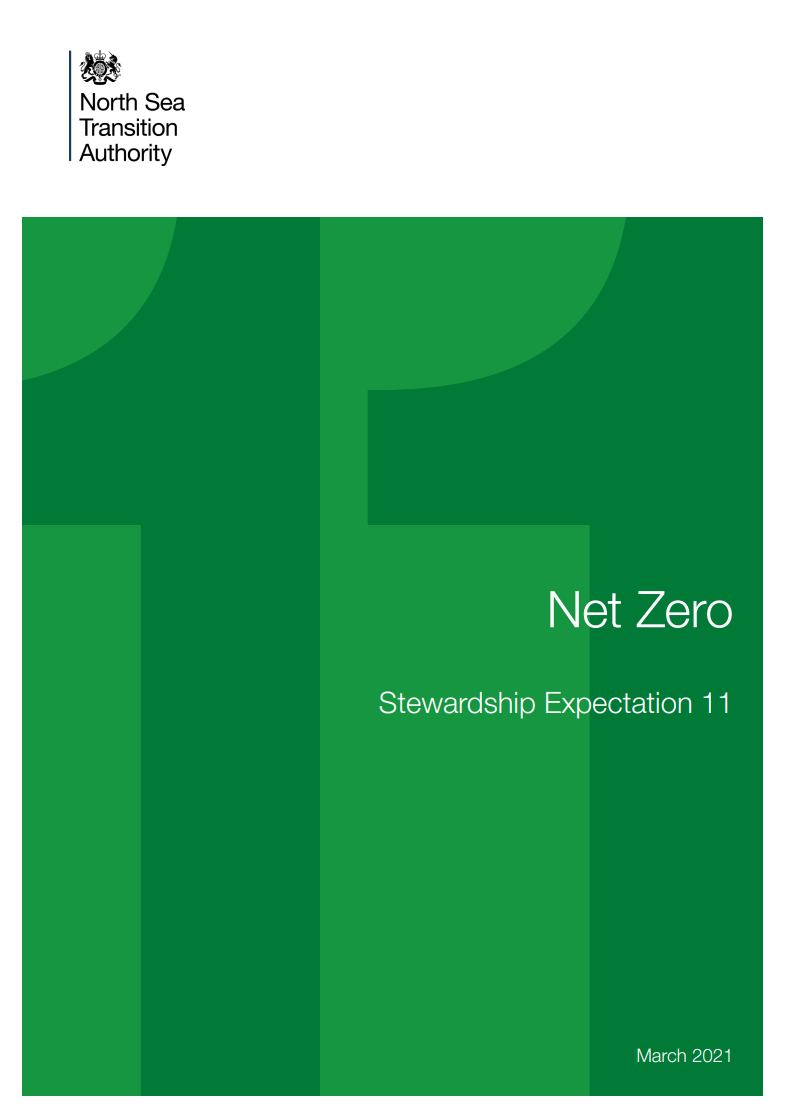 North Sea
Transition
Authority
Net Zero
Stewardship Expectation 11
March 2021